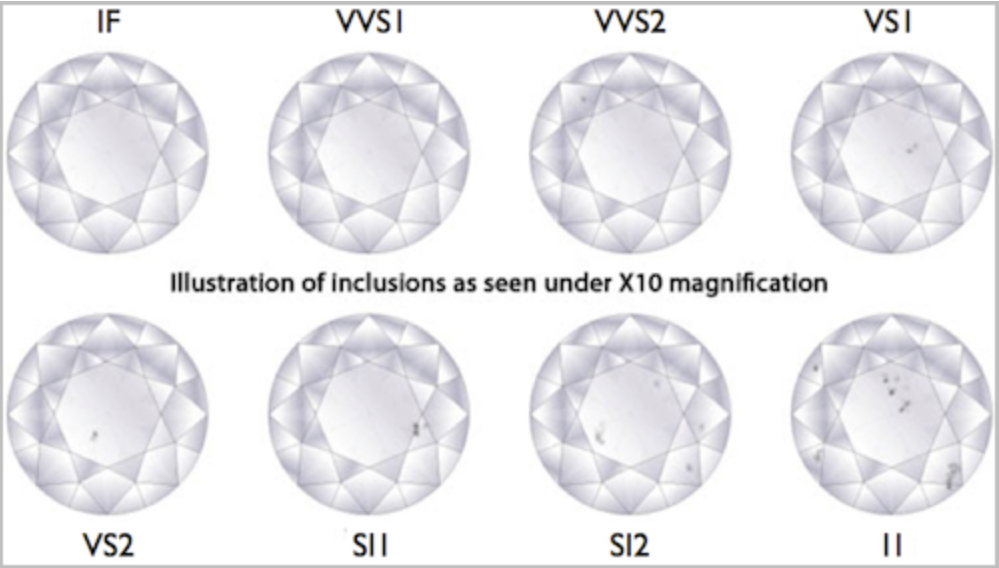 IF VVS1 VVS2 VS1
Illustration of inclusions as seen under X10 magnification
VS2 SI1 SI2 I1